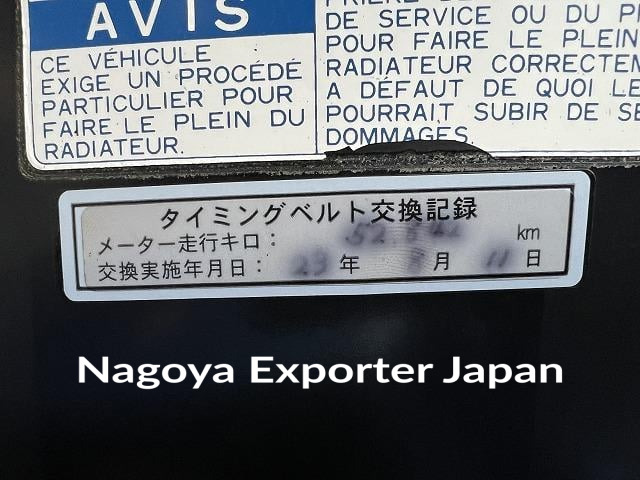 AVIS
CE VÉHICULE
EXIGE UN PROCÉDÉ
PARTICULIER POUR
FAIRE LE PLEIN DU
RADIATEUR.
DE SERVICE OU DU
POUR FAIRE LE PLEIN
RADIATEUR
A DÉFAUT DE QUOI
POURRAIT SUBIR DE
DOMMAGES.
タイミングベルト交換記録
メーター走行キロ： km
交換実施年月日： 23 年 月 11 日
Nagoya Exporter Japan